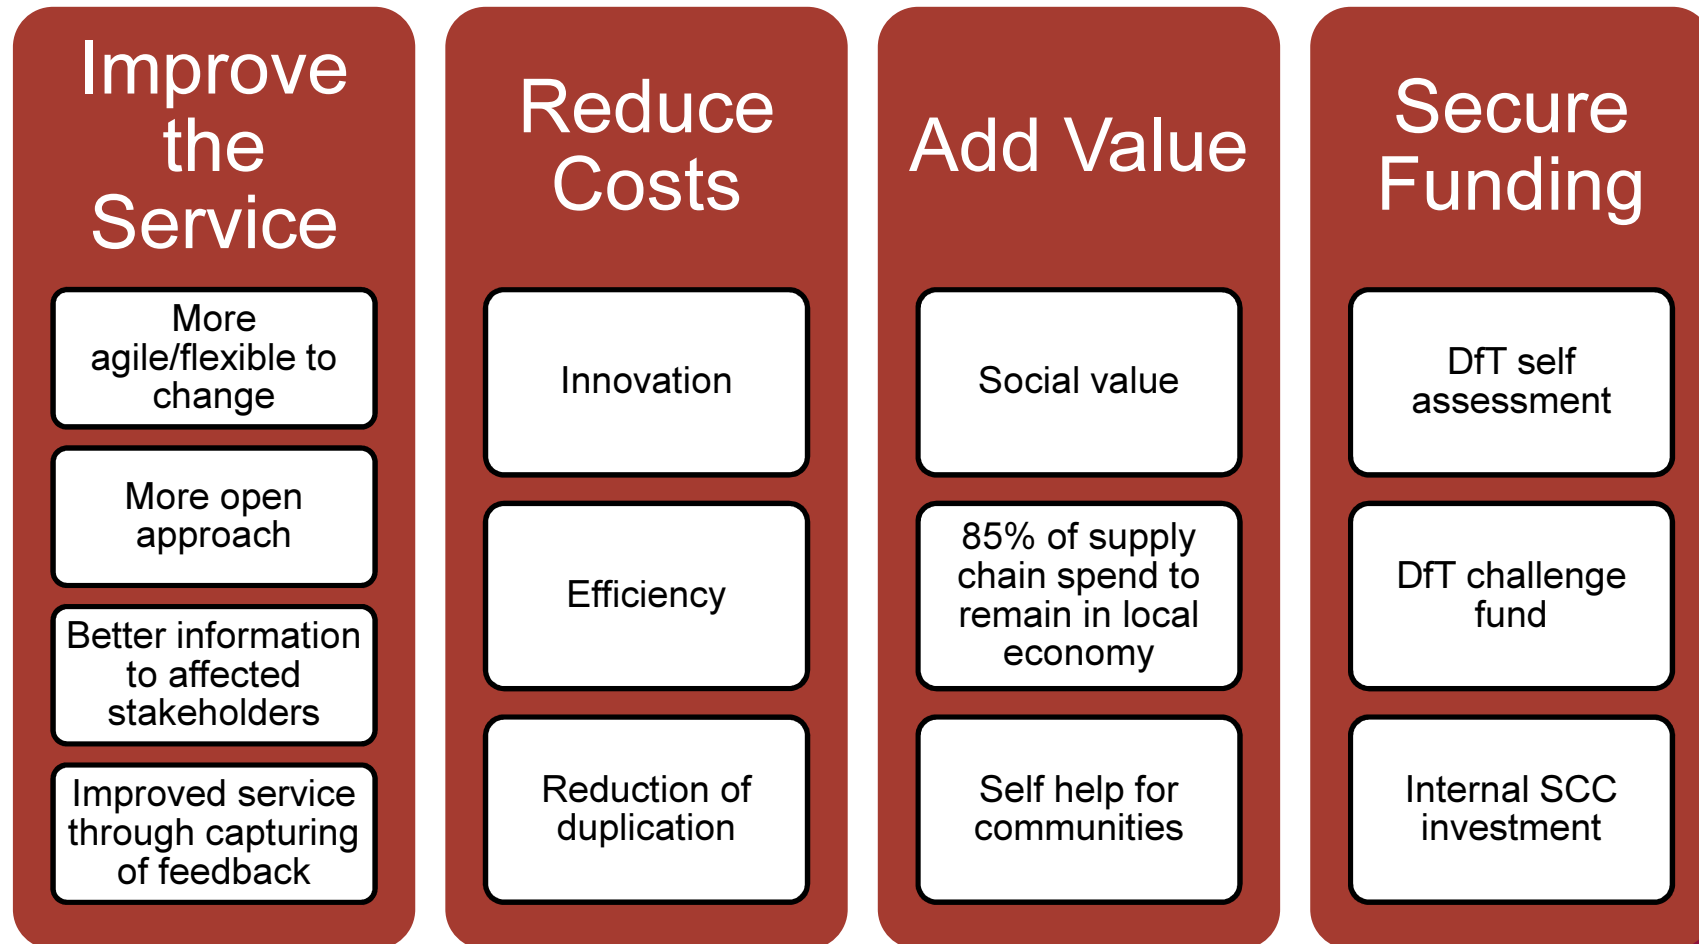 Improve
the
Service
More
agile/flexible to
change
More open
approach
Better information
to affected
stakeholders
Improved service
through capturing
of feedback
Reduce
Costs
Innovation
Efficiency
Reduction of
duplication
Add Value
Social value
85% of supply
chain spend to
remain in local
economy
Self help for
communities
Secure
Funding
DfT self
assessment
DfT challenge
fund
Internal SCC
investment